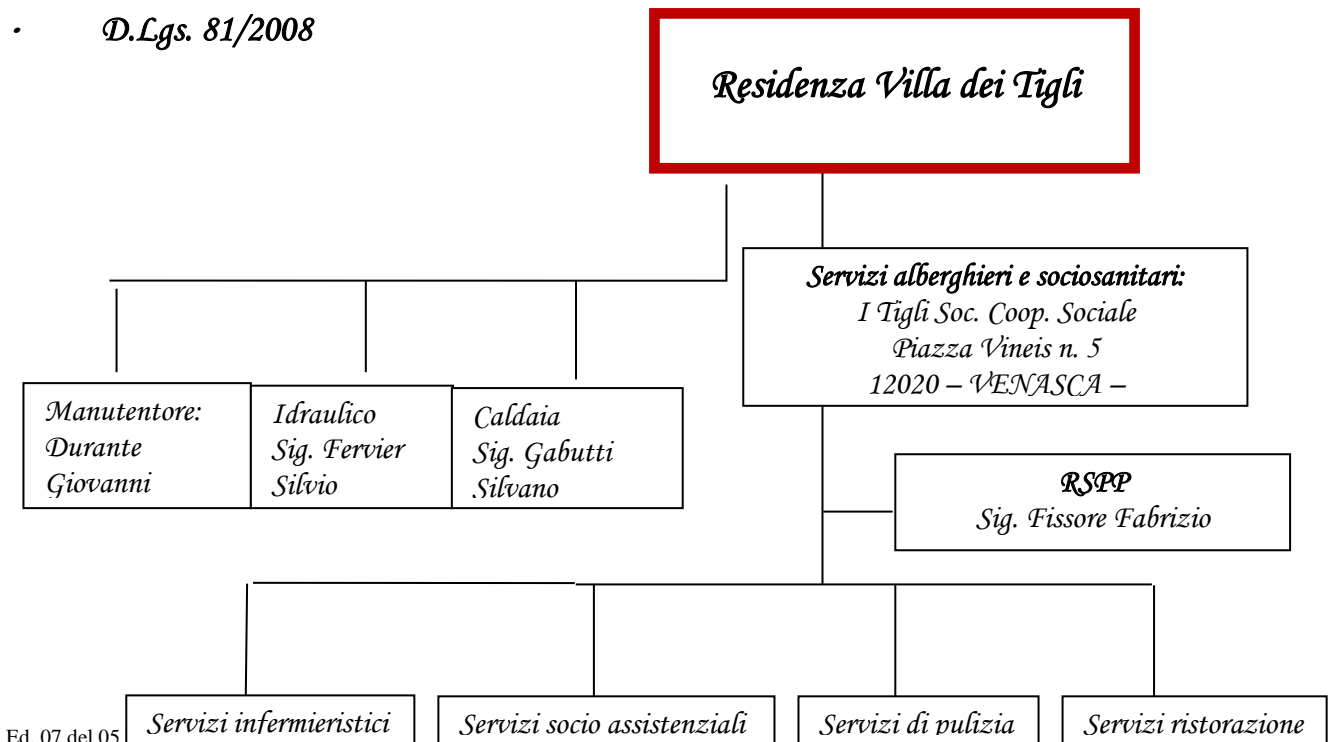 · D.Lgs. 81/2008
Residenza Villa dei Tigli
Servizi alberghieri e sociosanitari:
I Tigli Soc. Coop. Sociale
Piazza Vineis n. 5
12020 – VENASCA –
Manutentore:
Durante
Giovanni
Idraulico
Sig. Fervier
Silvio
Caldaia
Sig. Gabutti
Silvano
RSPP
Sig. Fissore Fabrizio
Servizi infermieristici
Servizi socio assistenziali
Servizi di pulizia
Servizi ristorazione
Ed. 07 del 05